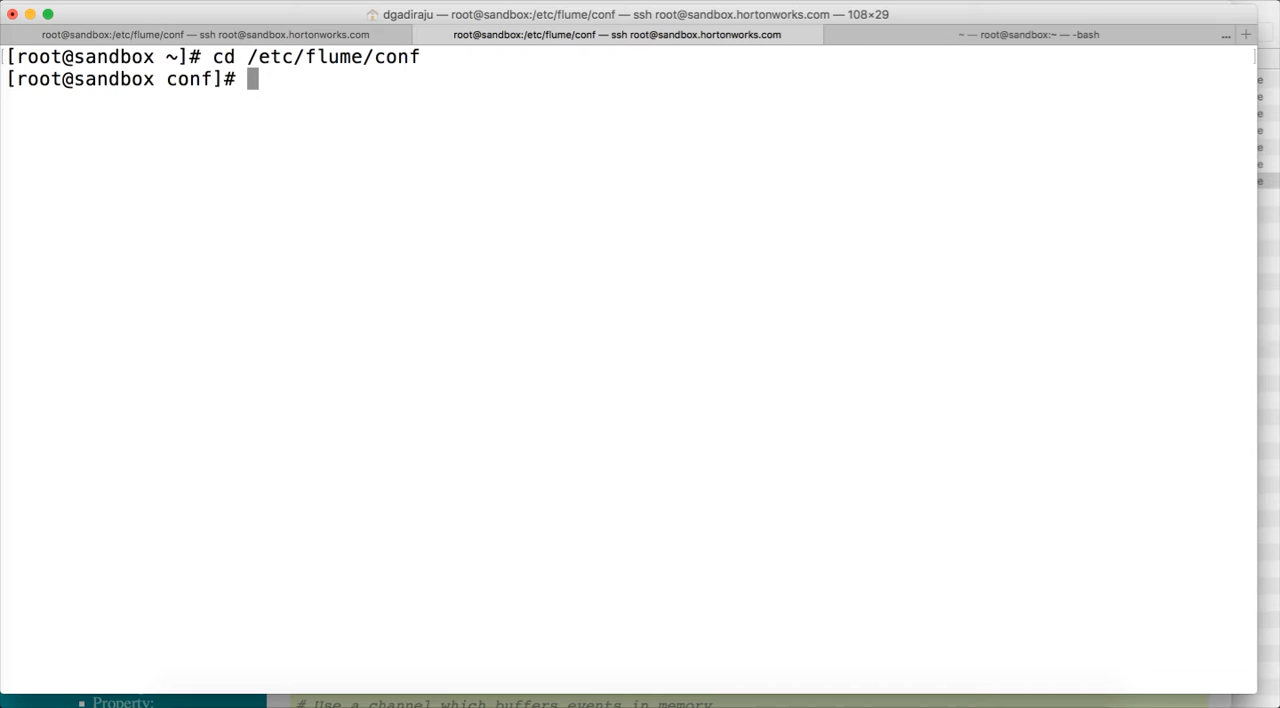 dgadiraju — root@sandbox:/etc/flume/conf — ssh root@sandbox.hortonworks.com — 108×29
root@sandbox:/etc/flume/conf — ssh root@sandbox.hortonworks.com
root@sandbox:/etc/flume/conf — ssh root@sandbox.hortonworks.com
~ — root@sandbox:~ — -bash
... +
[root@sandbox ~]# cd /etc/flume/conf
[root@sandbox conf]#
e
e
e
e
e
e
e
Property:
# Use a channel which buffers events in memory